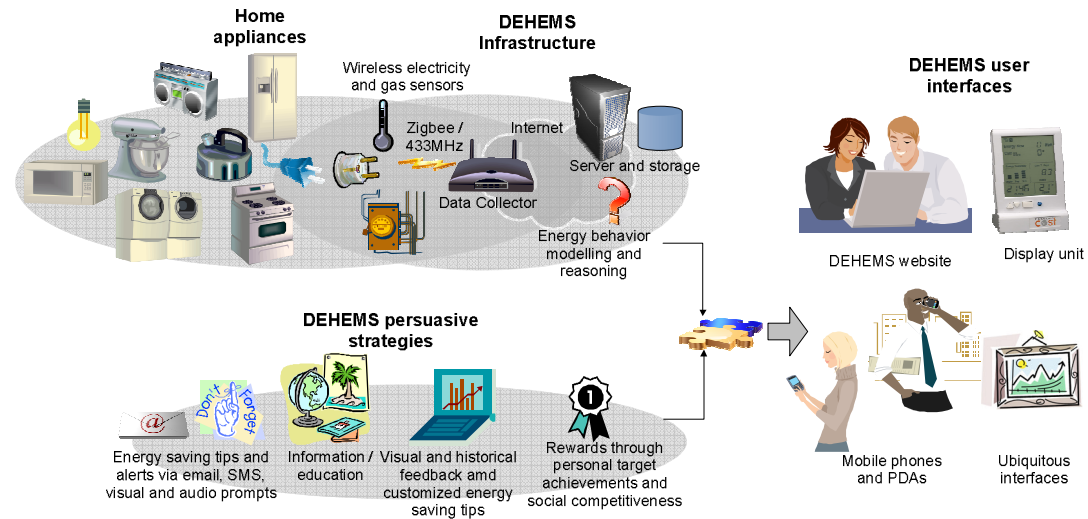 Home
appliances
DEHEMS
Infrastructure
Wireless electricity
and gas sensors
Zigbee /
433MHz
Internet
Server and storage
Data Collector
Energy behavior
modelling and
reasoning
DEHEMS user
interfaces
DEHEMS website
Display unit
DEHEMS persuasive
strategies
@
Don't
Forget
1
Energy saving tips and
alerts via email, SMS,
visual and audio prompts
Information /
education
Visual and historical
feedback amd
customized energy
saving tips
Rewards through
personal target
achievements and
social competitiveness
Mobile phones
and PDAs
Ubiquitous
interfaces